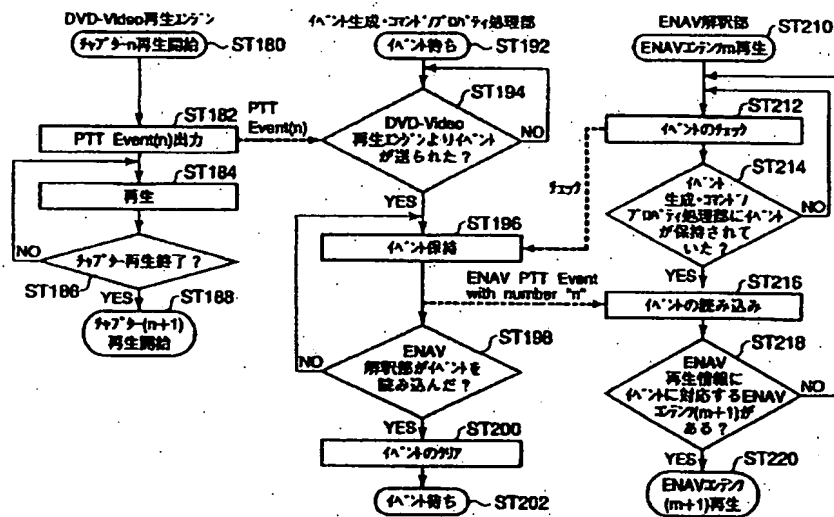 DVD-Video再生エンジン
チャプターn再生開始
ST180
ST182
PTT Event(n)出力
PTT
Event(n)
ST184
再生
NO
チャプター再生終了？
ST186
YES
ST188
チャプター(n+1)
再生開始
イベント生成・コマンド/プロパティ処理部
イベント待ち
ST192
ST194
DVD-Video
再生エンジンよりイベント
が送られた？
NO
YES
ST196
イベント保持
ENAV PTT Event
with number "n"
ST198
ENAV
解釈部がイベントを
読み込んだ？
NO
YES
ST200
イベントのクリア
イベント待ち
ST202
ENAV解釈部
ST210
ENAVコンテンツm再生
ST212
イベントのチェック
チェック
ST214
イベント
生成・コマンド/
プロパティ処理部にイベント
が保持されて
いた？
NO
YES
ST216
イベントの読み込み
ST218
ENAV
再生情報に
イベントに対応するENAV
コンテンツ(m+1)が
ある？
NO
YES
ST220
ENAVコンテンツ
(m+1)再生